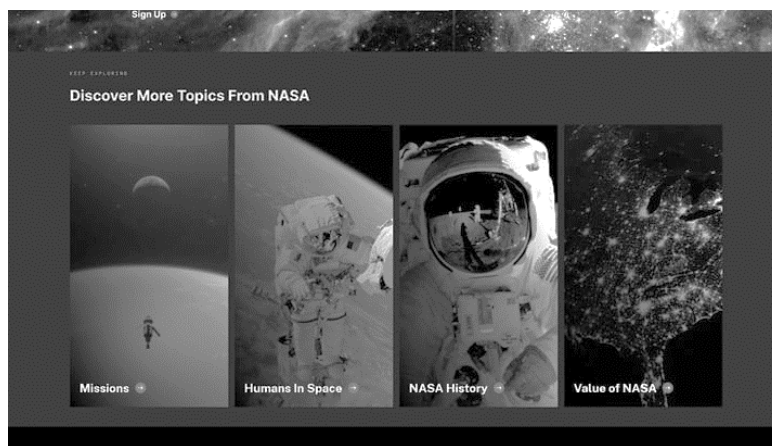 Sign Up
KEEP EXPLORING
Discover More Topics From NASA
Missions
Humans In Space
NASA History
Value of NASA